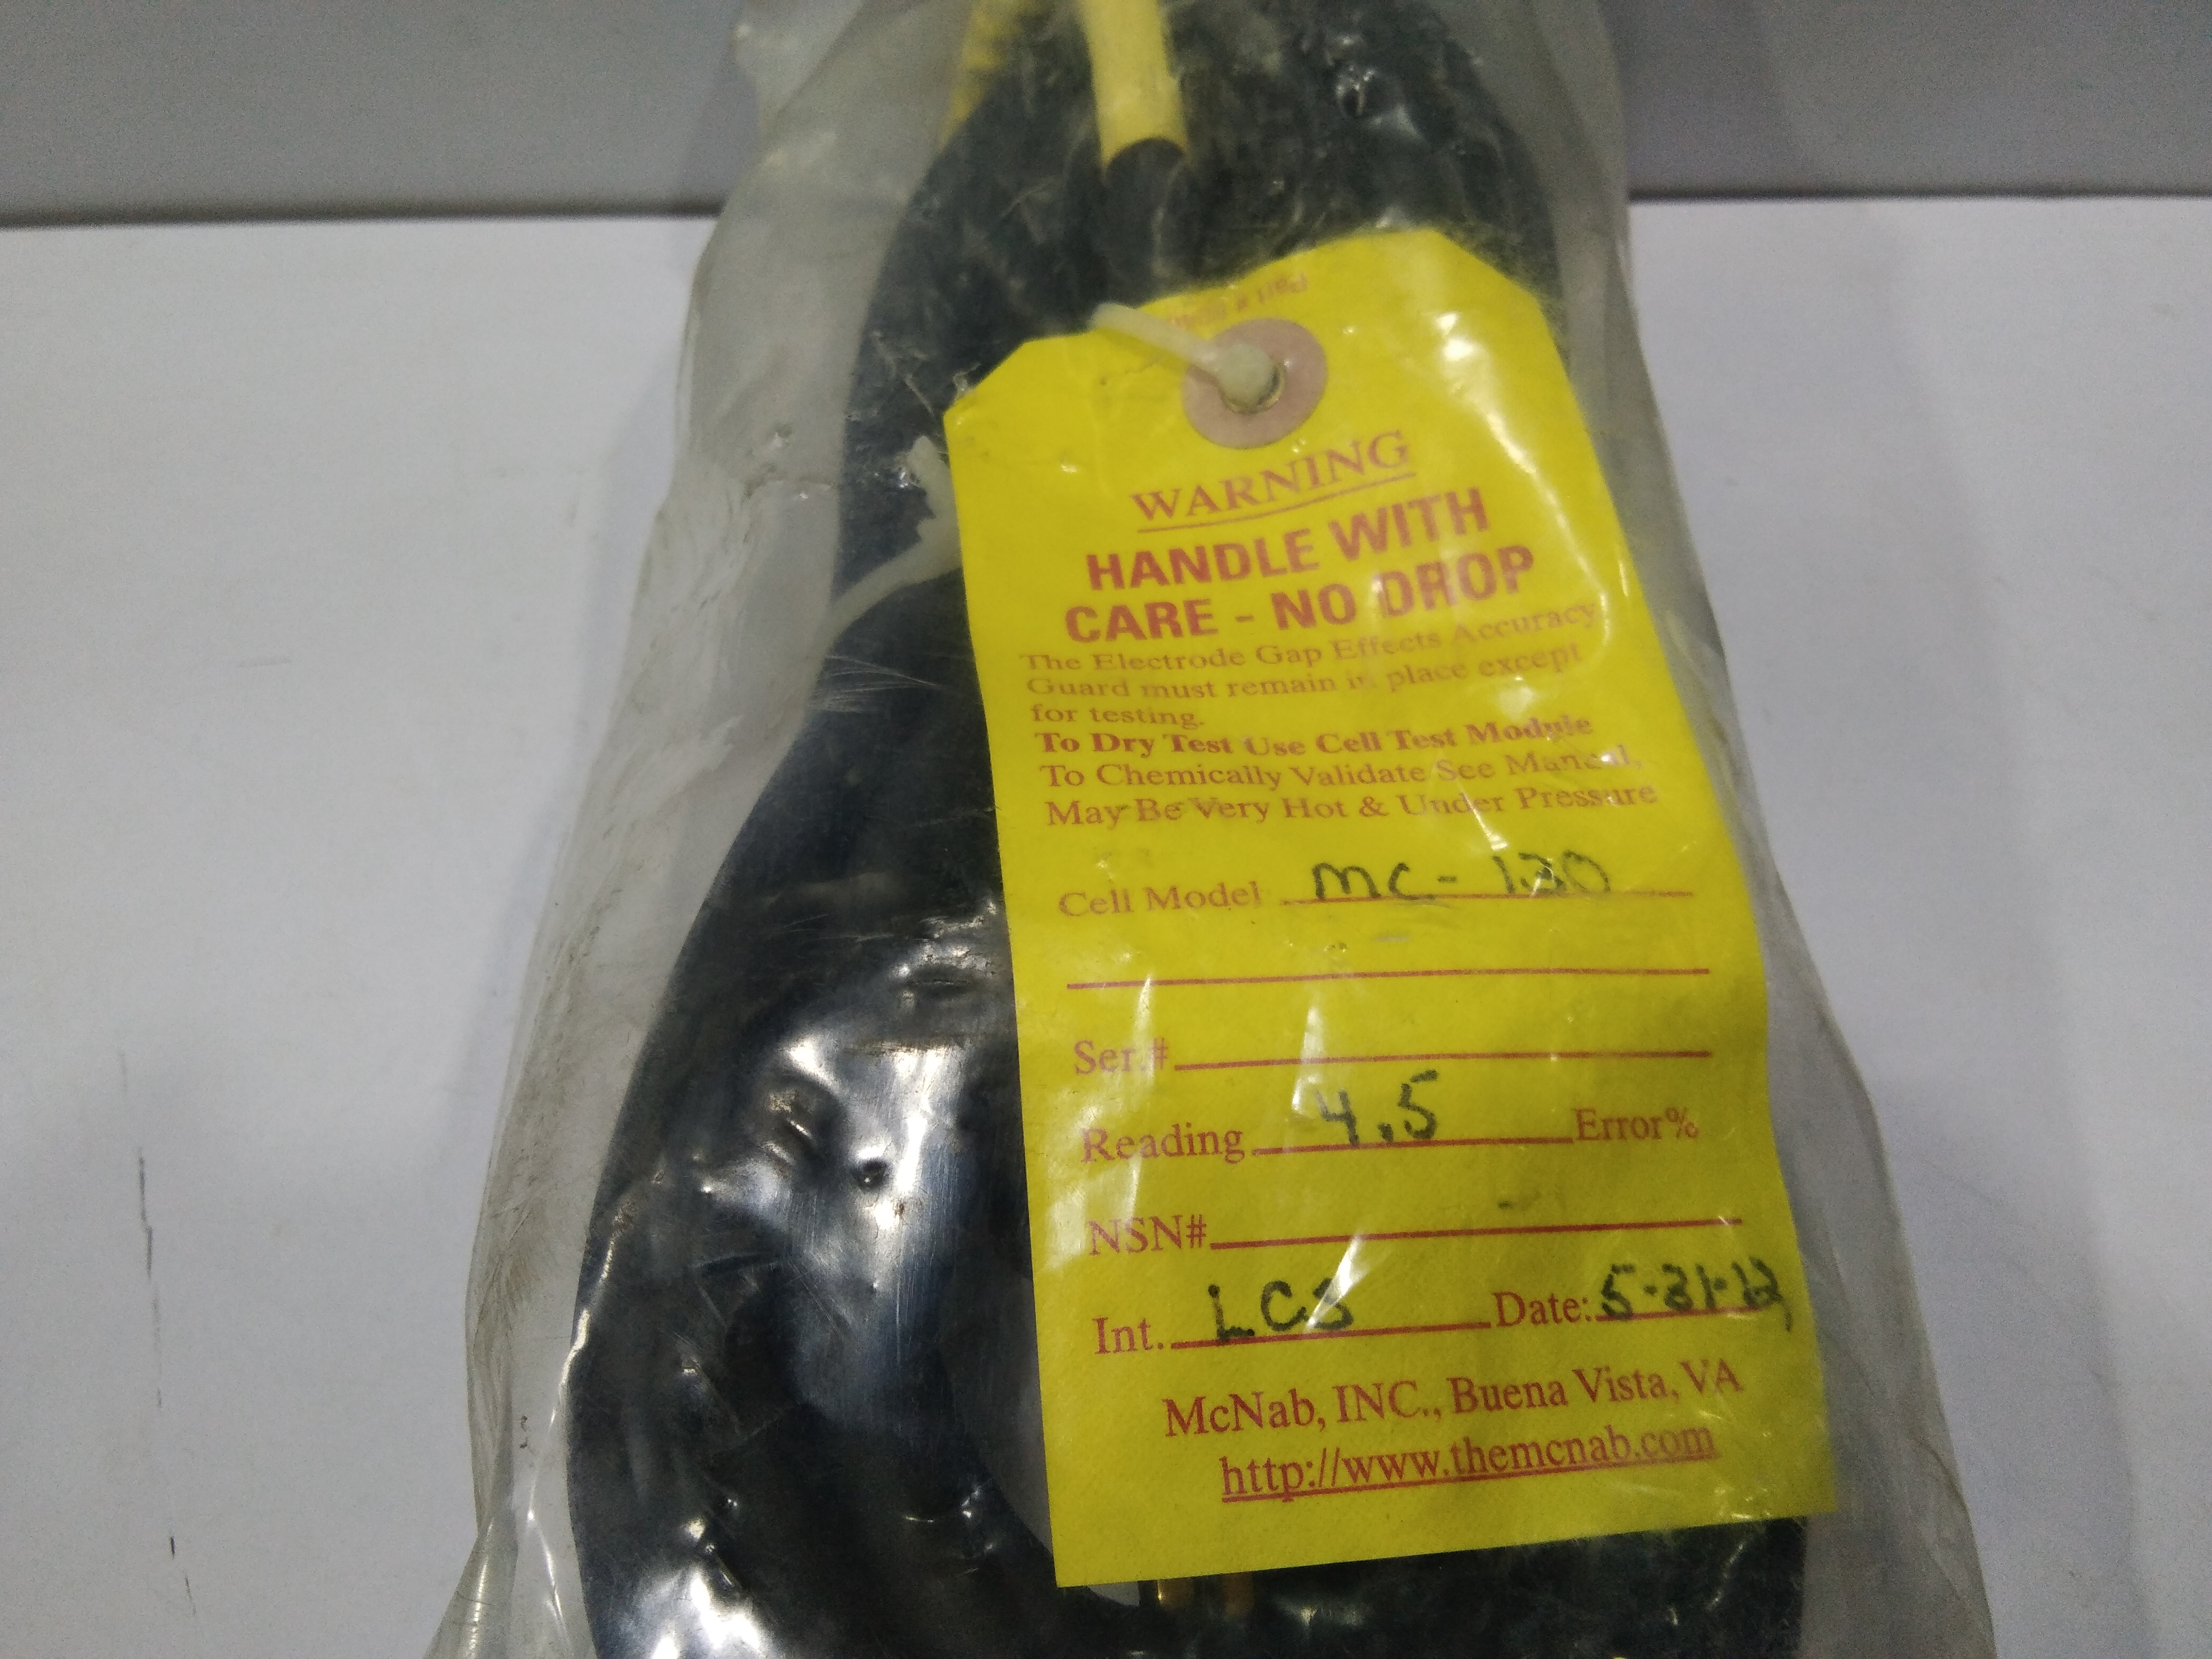 WARNING
HANDLE WITH
CARE - NO DROP
The Electrode Gap Effects Accuracy
Guard must remain in place except
for testing.
To Dry Test Use Cell Test Module
To Chemically Validate See Manual,
May Be Very Hot & Under Pressure
Cell Model MC-120
Ser.#
Reading 4.5 Error%
NSN#
Int. LCS Date: 5-31-12
McNab, INC., Buena Vista, VA
http://www.themcnab.com